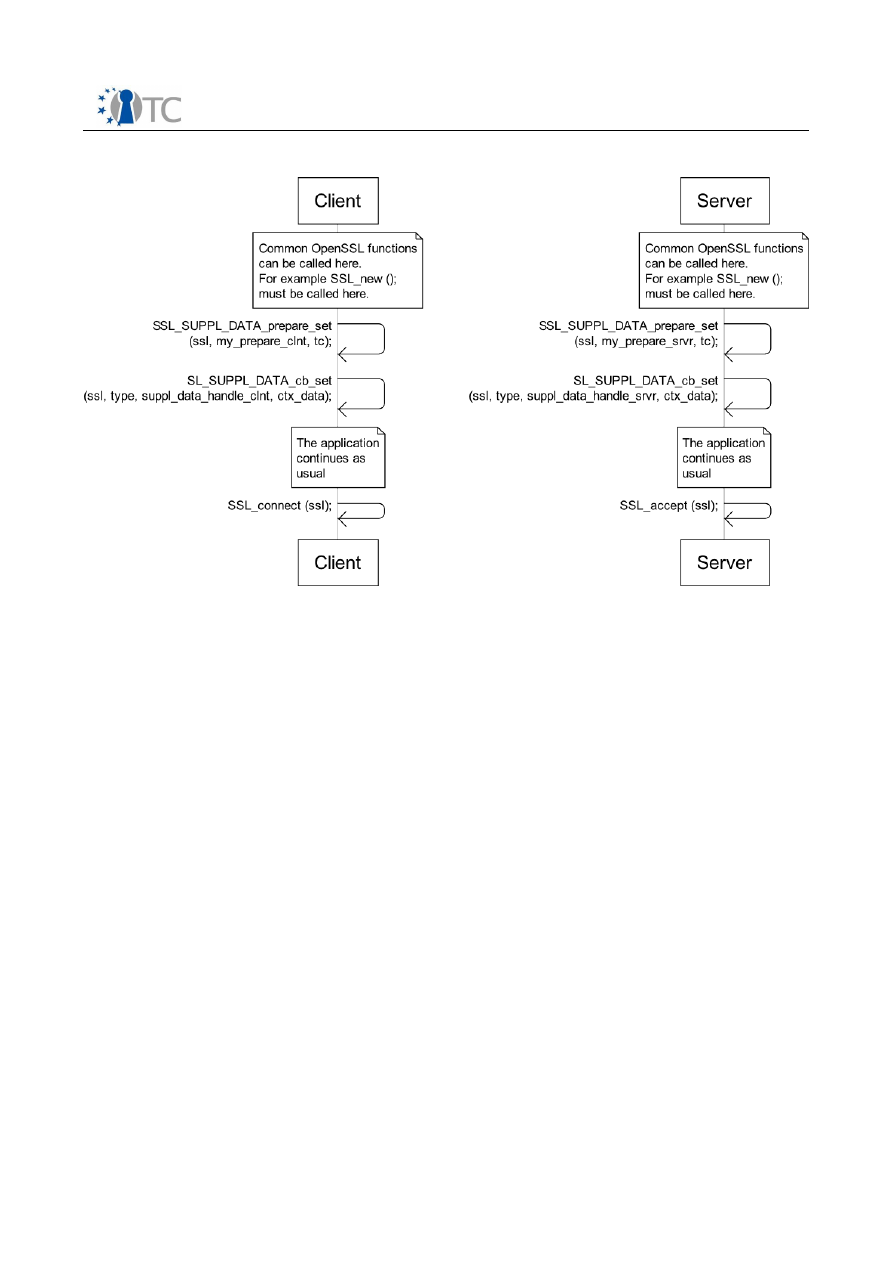 TC
Client
Common OpenSSL functions
can be called here.
For example SSL_new ();
must be called here.
SSL_SUPPL_DATA_prepare_set
(ssl, my_prepare_clnt, tc);
SL_SUPPL_DATA_cb_set
(ssl, type, suppl_data_handle_clnt, ctx_data);
The application
continues as
usual
SSL_connect (ssl);
Client
Server
Common OpenSSL functions
can be called here.
For example SSL_new ();
must be called here.
SSL_SUPPL_DATA_prepare_set
(ssl, my_prepare_srvr, tc);
SL_SUPPL_DATA_cb_set
(ssl, type, suppl_data_handle_srvr, ctx_data);
The application
continues as
usual
SSL_accept (ssl);
Server